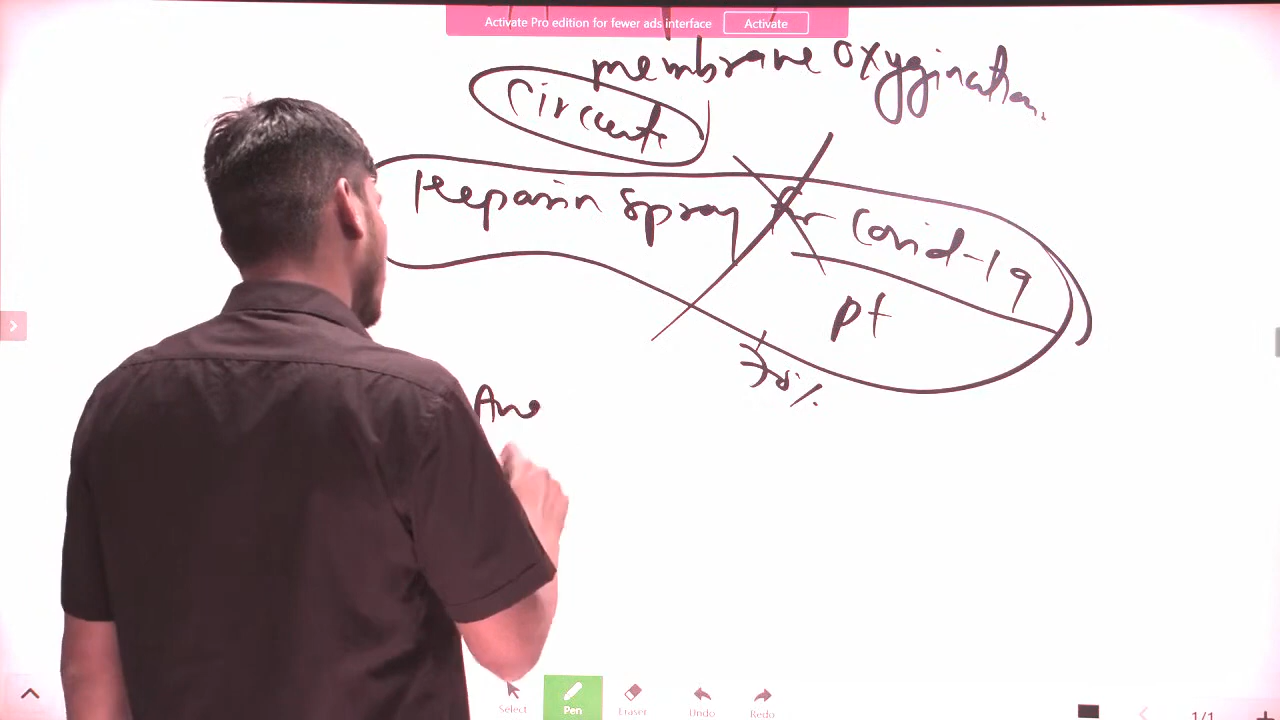 Activate Pro edition for fewer ads interface Activate
membrane oxygination.
Circuit
Heparin Spray for Covid-19
pt
Ane
Select Pen Eraser Undo Redo 1/1